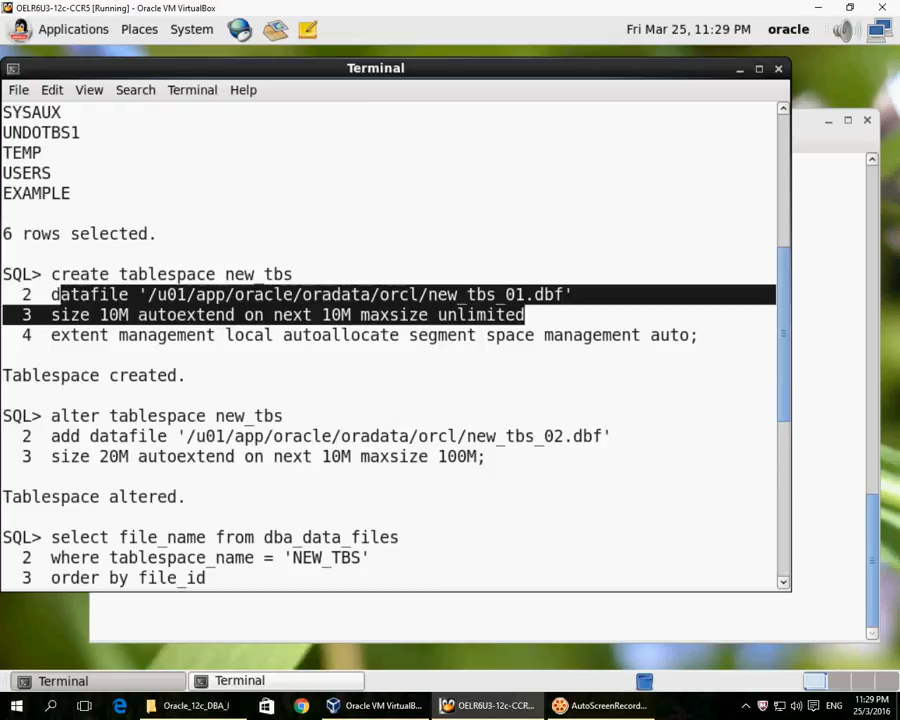 OELR6U3-12c-CCR5 [Running] - Oracle VM VirtualBox
Applications Places System
Fri Mar 25, 11:29 PM oracle
Terminal
File Edit View Search Terminal Help
SYSAUX
UNDOTBS1
TEMP
USERS
EXAMPLE
6 rows selected.
SQL> create tablespace new_tbs
2 datafile '/u01/app/oracle/oradata/orcl/new_tbs_01.dbf'
3 size 10M autoextend on next 10M maxsize unlimited
4 extent management local autoallocate segment space management auto;
Tablespace created.
SQL> alter tablespace new_tbs
2 add datafile '/u01/app/oracle/oradata/orcl/new_tbs_02.dbf'
3 size 20M autoextend on next 10M maxsize 100M;
Tablespace altered.
SQL> select file_name from dba_data_files
2 where tablespace_name = 'NEW_TBS'
3 order by file_id
Terminal Terminal
Oracle_12c_DBA_I Oracle VM VirtualB... OELR6U3-12c-CCR... AutoScreenRecord... ENG 11:29 PM
25/3/2016